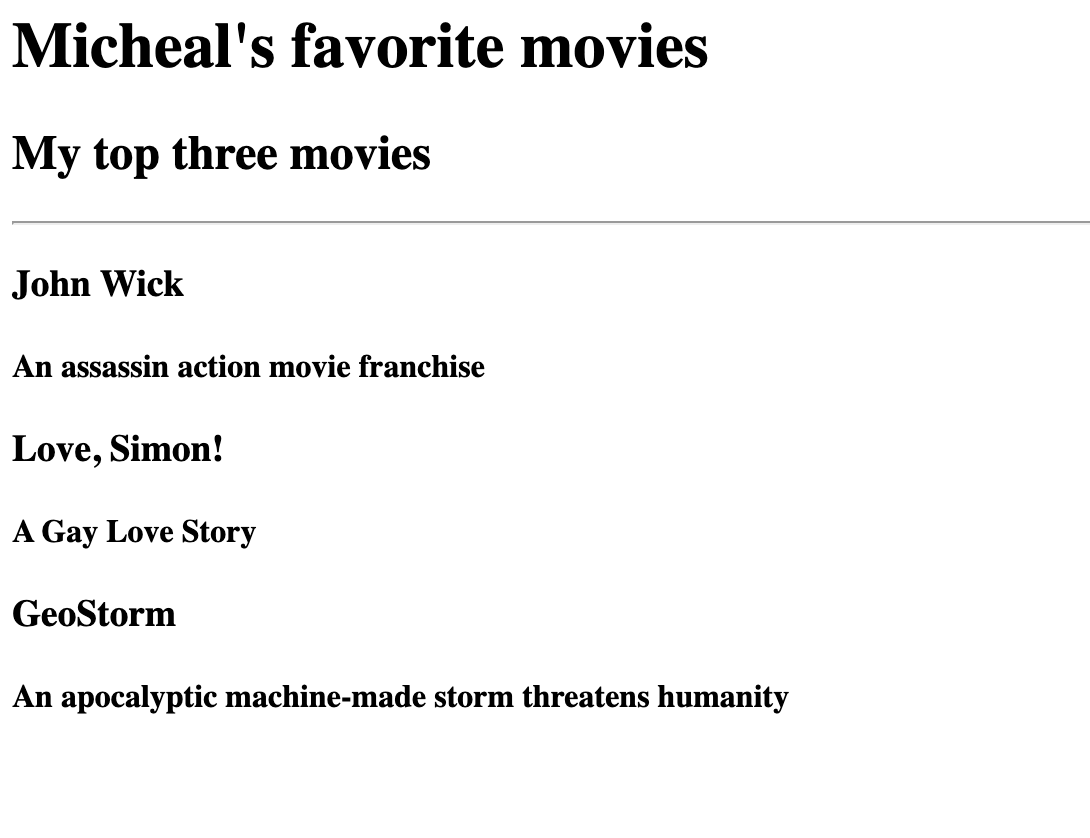 Micheal's favorite movies
My top three movies
John Wick
An assassin action movie franchise
Love, Simon!
A Gay Love Story
GeoStorm
An apocalyptic machine-made storm threatens humanity